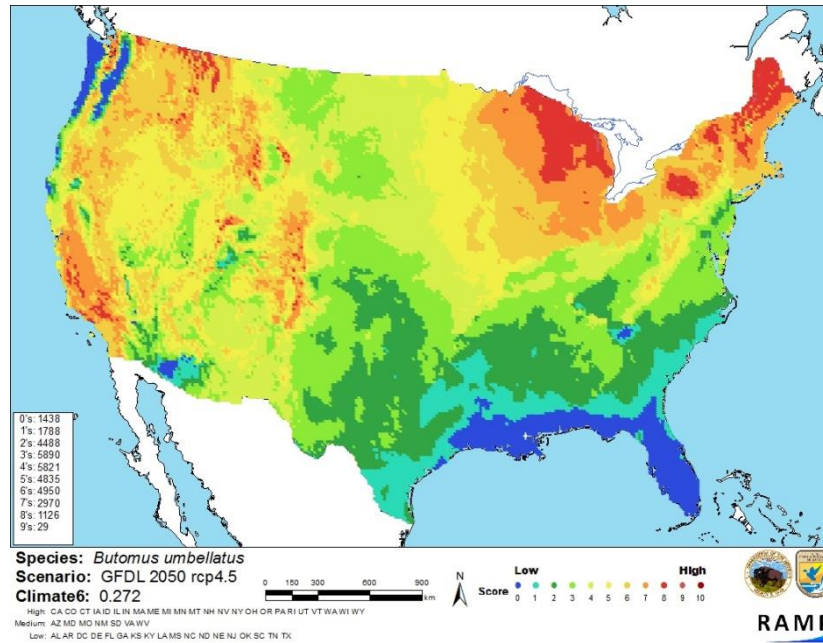 0's: 1438
1's: 1788
2's: 4488
3's: 5890
4's: 5821
5's: 4835
6's: 4950
7's: 2970
8's: 1126
9's: 29
Species: Butomus umbellatus
Scenario: GFDL 2050 rcp4.5
Climate6: 0.272
High: CA CO CT IA ID IL IN MA ME MI MN MT NH NV NY OH OR PA RI UT VT WA WI WY
Medium: AZ MD MO NM SD VA WV
Low: AL AR DC DE FL GA KS KY LA MS NC ND NE NJ OK SC TN TX
0 150 300 600 900
km
N
Low High
Score 0 1 2 3 4 5 6 7 8 9 10